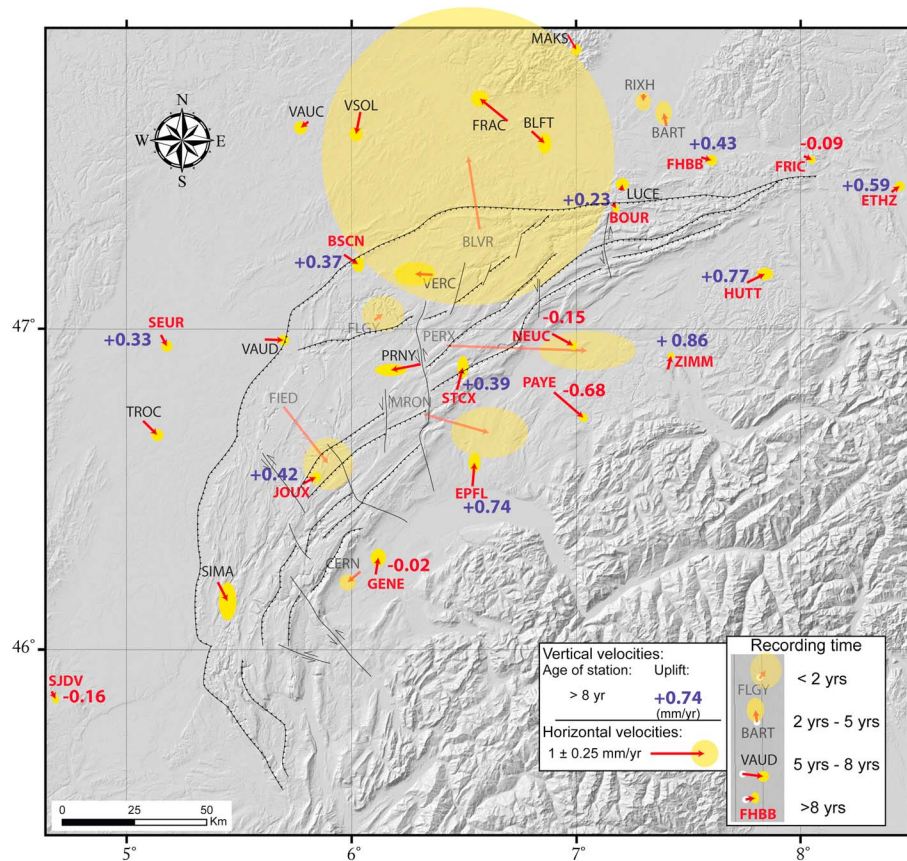 MAKS
N
W E
S
VAUC
VSOL
FRAC
BLFT
RIXH
BART
+0.43
FHBB
-0.09
FRIC
+0.59
ETHZ
LUCE
+0.23
BOUR
BSCN
+0.37
BLVR
VERC
+0.77
HUTT
FLGY
47°
SEUR
+0.33
VAUD
PERX
-0.15
NEUC
+ 0.86
ZIMM
PRNY
STCX
+0.39
PAYE
-0.68
FIED
MRON
TROC
+0.42
JOUX
EPFL
+0.74
SIMA
CERN
-0.02
GENE
46°
SJDV
-0.16
Vertical velocities:
Age of station: Uplift:
> 8 yr +0.74
(mm/yr)
Horizontal velocities:
1 ± 0.25 mm/yr
Recording time
FLGY < 2 yrs
BART 2 yrs - 5 yrs
VAUD 5 yrs - 8 yrs
FHBB >8 yrs
0 25 50
Km
5° 6° 7° 8°